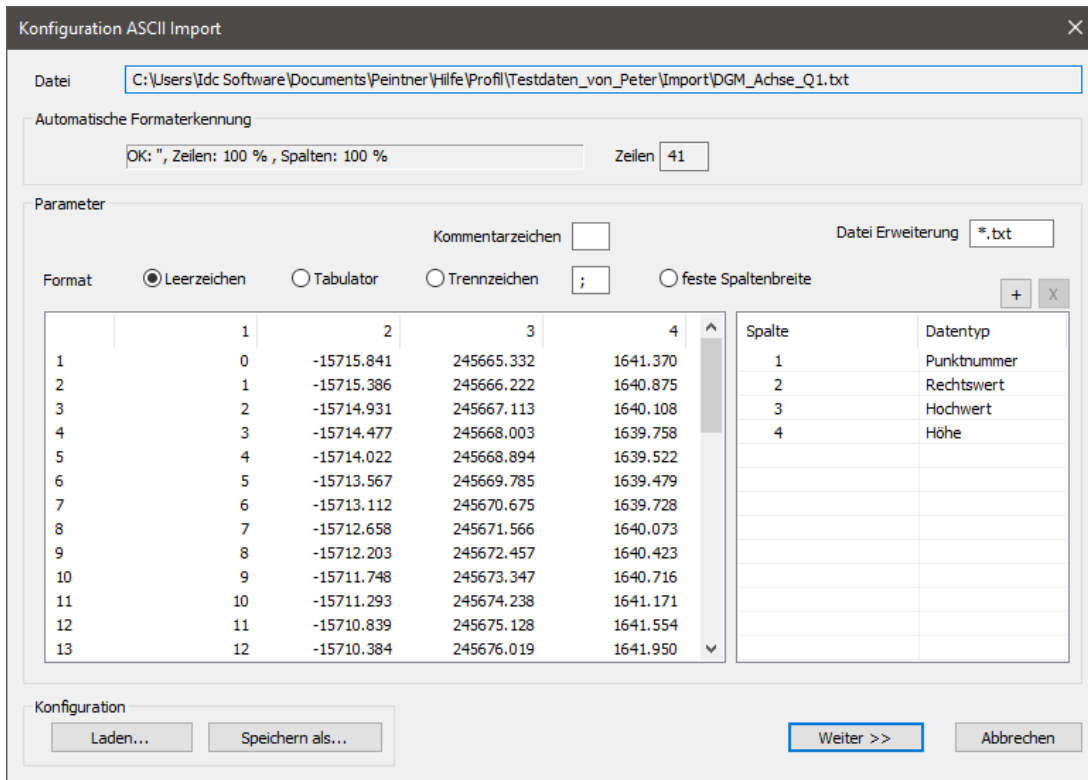 Konfiguration ASCII Import
Datei C:\Users\Idc Software\Documents\Peintner\Hilfe\Profil\Testdaten_von_Peter\Import\DGM_Achse_Q1.txt
Automatische Formaterkennung
OK: '', Zeilen: 100 % , Spalten: 100 % Zeilen 41
Parameter
Kommentarzeichen Datei Erweiterung *.txt
Format Leerzeichen Tabulator Trennzeichen ; feste Spaltenbreite
+ X
1 2 3 4 Spalte Datentyp
1 0 -15715.841 245665.332 1641.370 1 Punktnummer
2 1 -15715.386 245666.222 1640.875 2 Rechtswert
3 2 -15714.931 245667.113 1640.108 3 Hochwert
4 3 -15714.477 245668.003 1639.758 4 Höhe
5 4 -15714.022 245668.894 1639.522
6 5 -15713.567 245669.785 1639.479
7 6 -15713.112 245670.675 1639.728
8 7 -15712.658 245671.566 1640.073
9 8 -15712.203 245672.457 1640.423
10 9 -15711.748 245673.347 1640.716
11 10 -15711.293 245674.238 1641.171
12 11 -15710.839 245675.128 1641.554
13 12 -15710.384 245676.019 1641.950
Konfiguration
Laden... Speichern als... Weiter >> Abbrechen